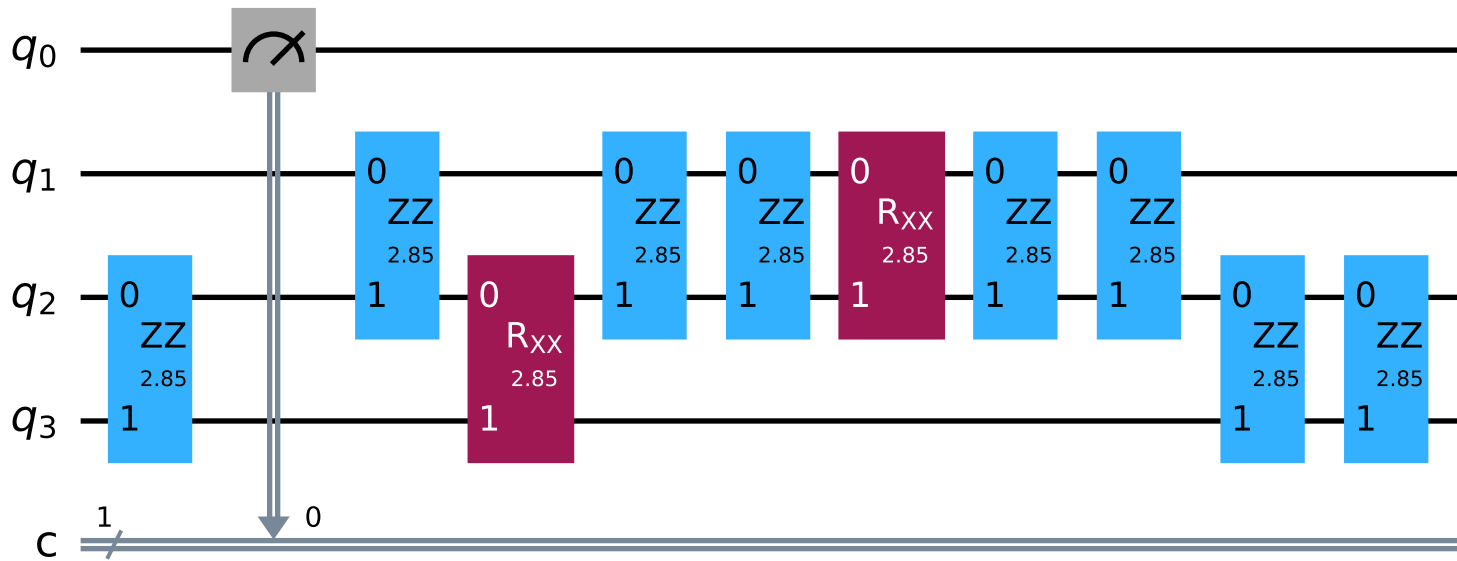 q0
0 0 0 0 0 0
q1
ZZ ZZ ZZ RXX ZZ ZZ
2.85 2.85 2.85 2.85 2.85 2.85
0 1 0 1 1 1 1 1 0 0
q2
ZZ RXX ZZ ZZ
2.85 2.85 2.85 2.85
1 1 1 1
q3
1 0
c